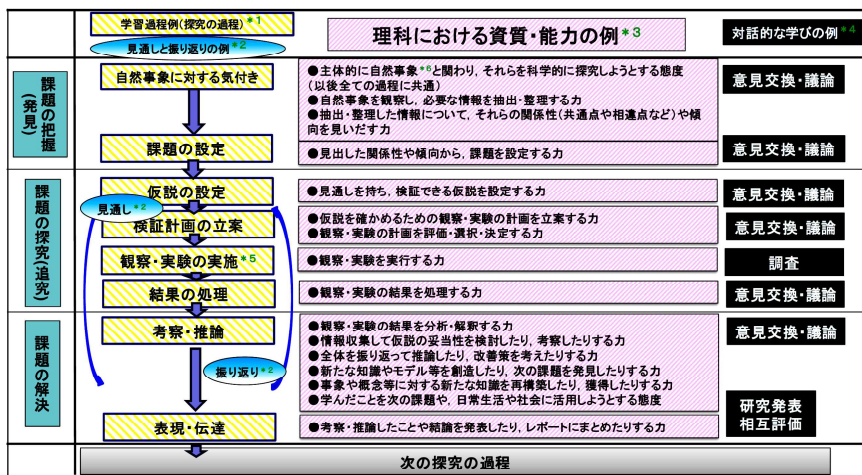 学習過程例(探究の過程)*1
見通しと振り返りの例*2
理科における資質・能力の例*3
対話的な学びの例*4
課題の把握
(発見)
自然事象に対する気付き
●主体的に自然事象*6と関わり, それらを科学的に探究しようとする態度
(以後全ての過程に共通)
●自然事象を観察し, 必要な情報を抽出・整理する力
●抽出・整理した情報について, それらの関係性(共通点や相違点など)や傾
向を見いだす力
意見交換・議論
課題の設定
●見出した関係性や傾向から, 課題を設定する力
意見交換・議論
課題の探究(追究)
仮説の設定
●見通しを持ち, 検証できる仮説を設定する力
意見交換・議論
見通し*2
検証計画の立案
●仮説を確かめるための観察・実験の計画を立案する力
●観察・実験の計画を評価・選択・決定する力
意見交換・議論
観察・実験の実施*5
●観察・実験を実行する力
調査
結果の処理
●観察・実験の結果を処理する力
意見交換・議論
課題の解決
考察・推論
●観察・実験の結果を分析・解釈する力
●情報収集して仮説の妥当性を検討したり, 考察したりする力
●全体を振り返って推論したり, 改善策を考えたりする力
●新たな知識やモデル等を創造したり, 次の課題を発見したりする力
●事象や概念等に対する新たな知識を再構築したり, 獲得したりする力
●学んだことを次の課題や, 日常生活や社会に活用しようとする態度
意見交換・議論
振り返り*2
表現・伝達
●考察・推論したことや結論を発表したり, レポートにまとめたりする力
研究発表
相互評価
次の探究の過程